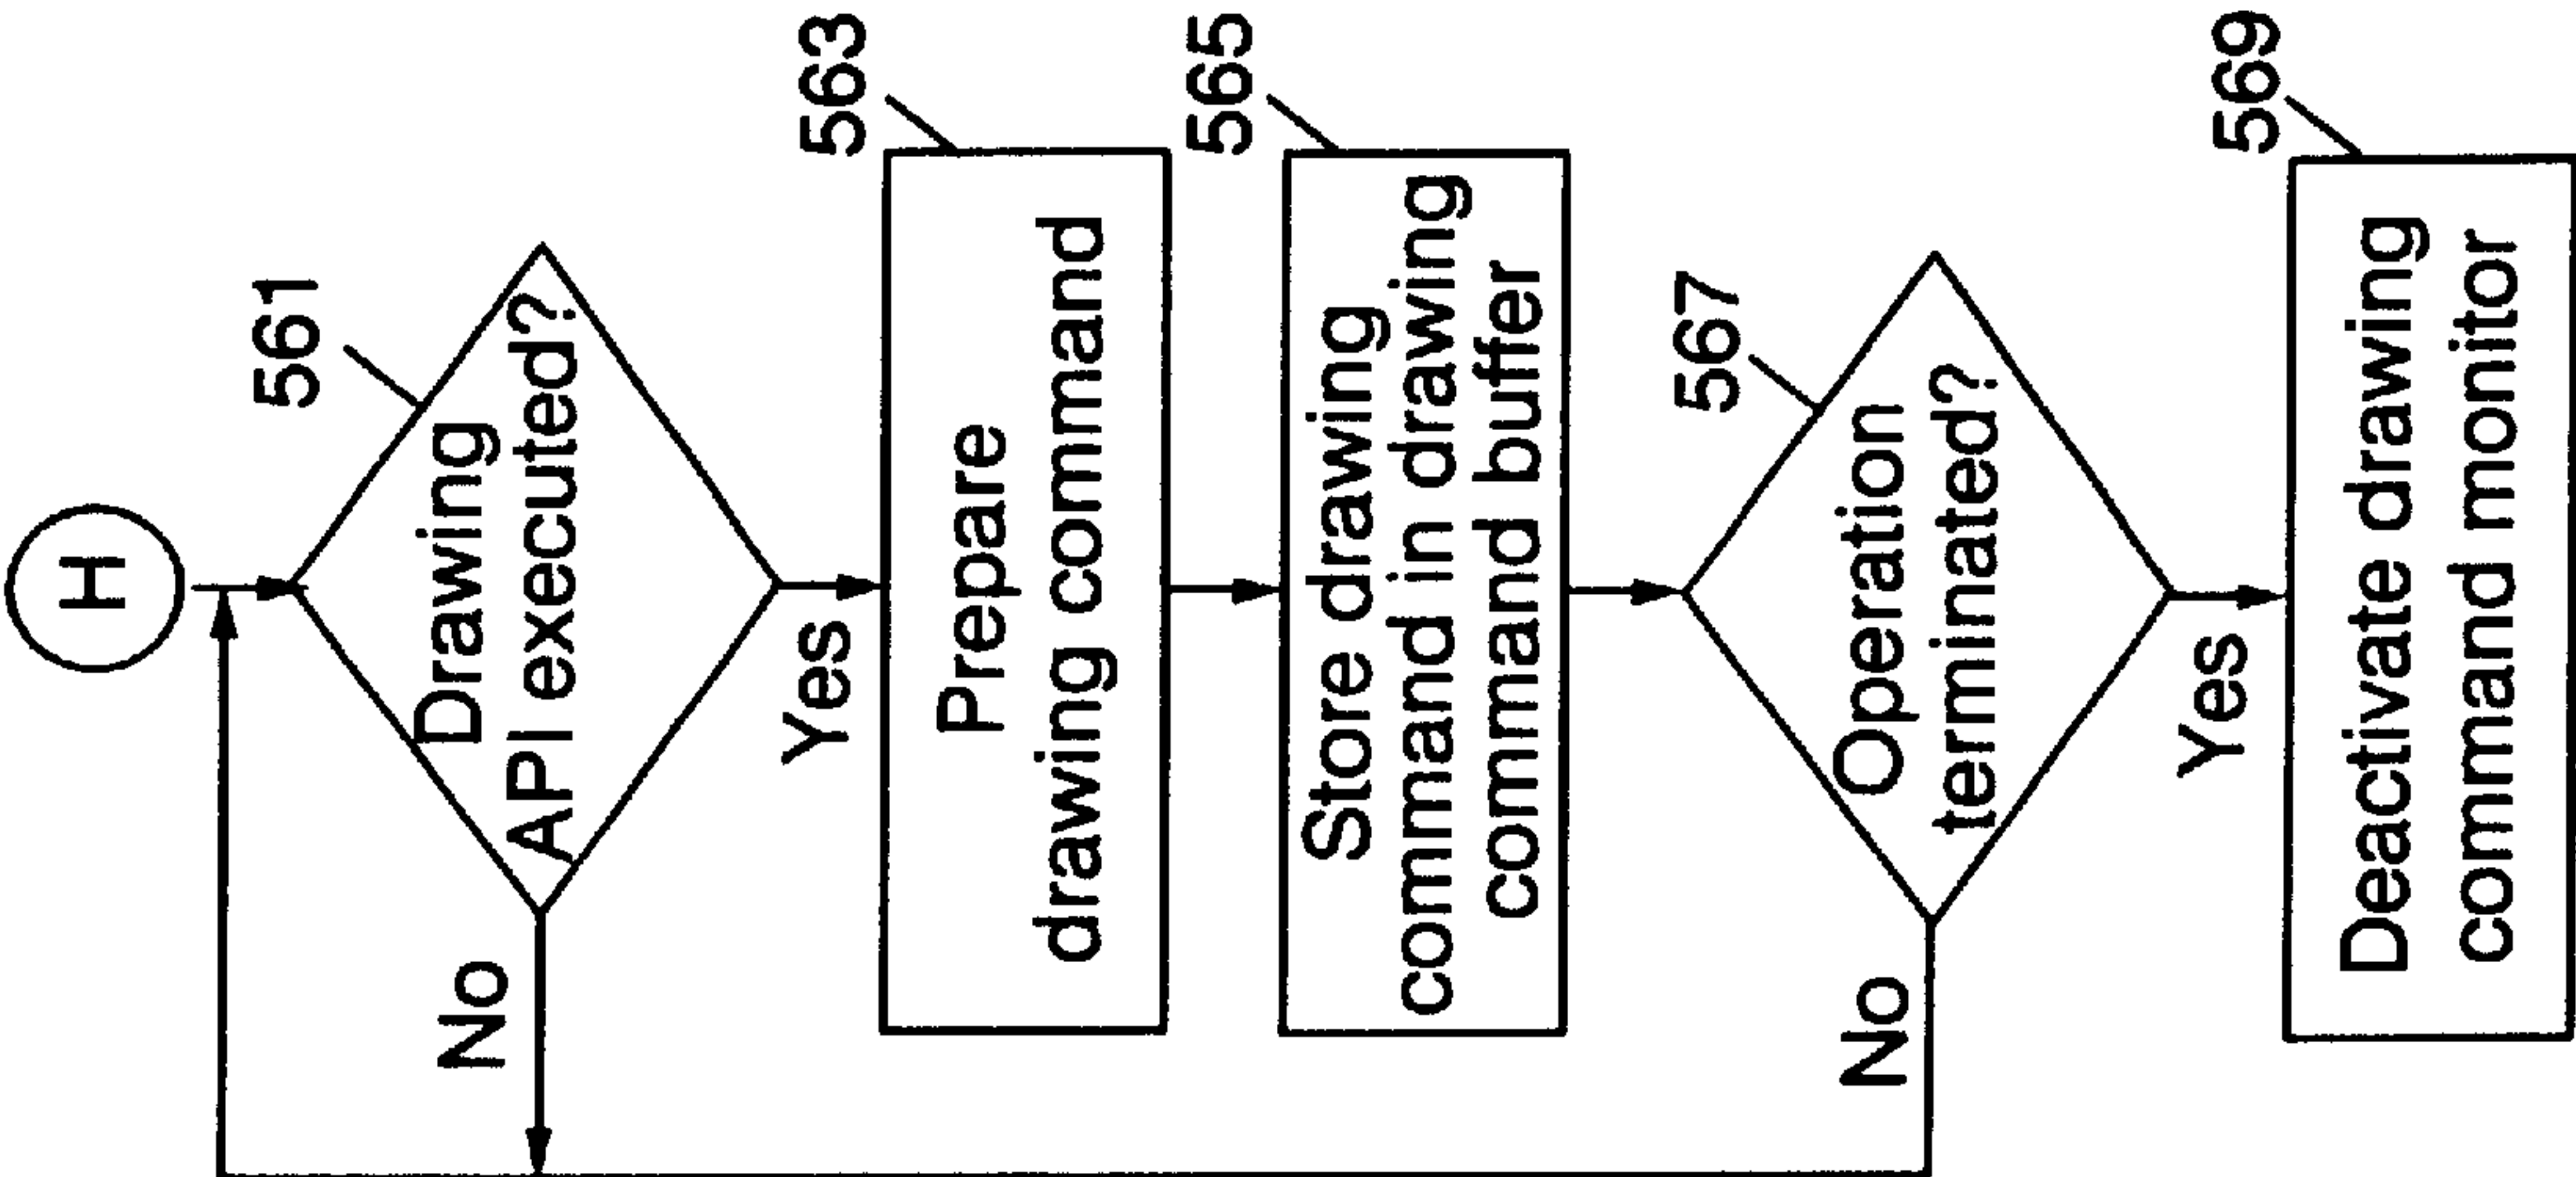 H
561
Drawing
API executed?
No
Yes
563
Prepare
drawing command
565
Store drawing
command in drawing
command buffer
567
Operation
terminated?
No
Yes
569
Deactivate drawing
command monitor